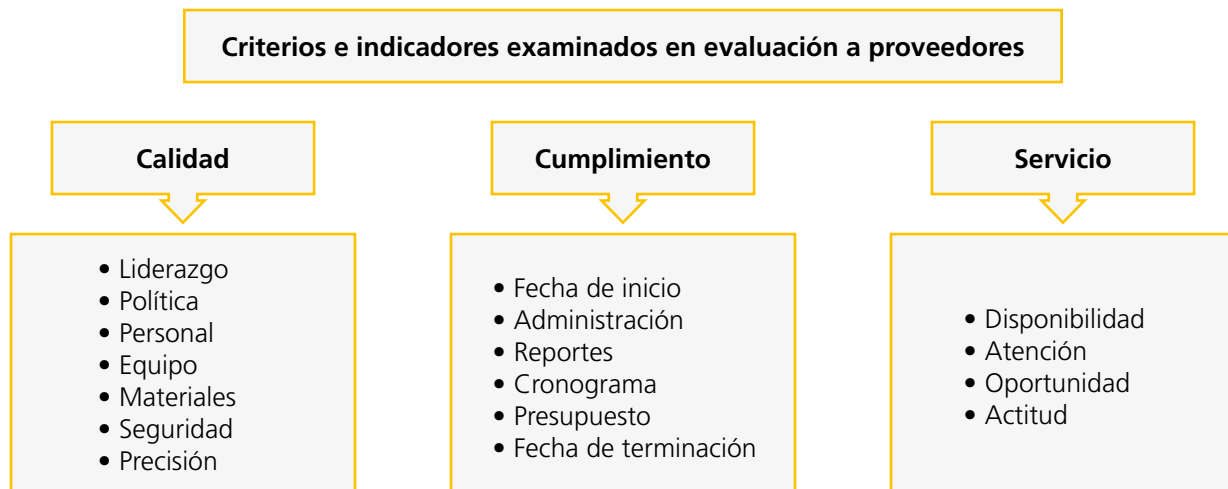 Criterios e indicadores examinados en evaluación a proveedores
Calidad
• Liderazgo
• Política
• Personal
• Equipo
• Materiales
• Seguridad
• Precisión
Cumplimiento
• Fecha de inicio
• Administración
• Reportes
• Cronograma
• Presupuesto
• Fecha de terminación
Servicio
• Disponibilidad
• Atención
• Oportunidad
• Actitud